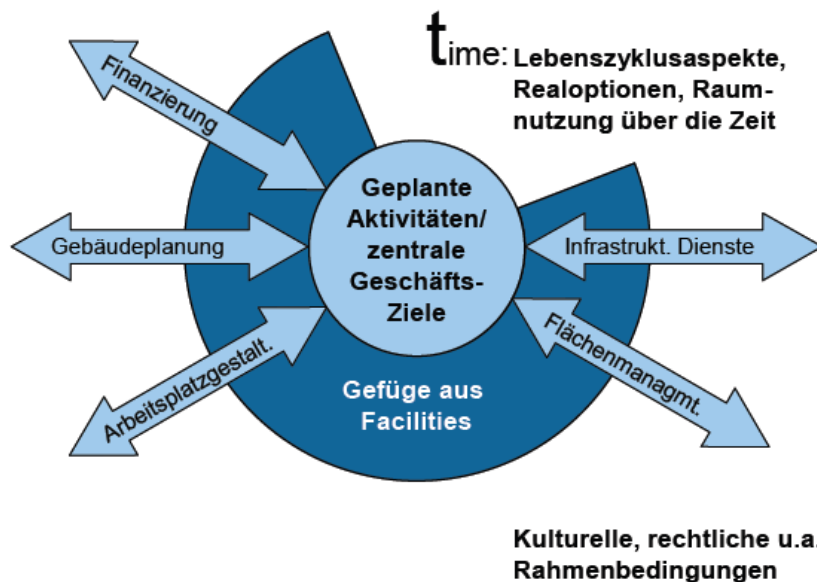 time: Lebenszyklusaspekte,
Realoptionen, Raum-
nutzung über die Zeit
Finanzierung
Geplante
Aktivitäten/
zentrale
Geschäfts-
Ziele
Gebäudeplanung
Infrastrukt. Dienste
Arbeitsplatzgestalt.
Flächenmanagmt.
Gefüge aus
Facilities
Kulturelle, rechtliche u.a.
Rahmenbedingungen